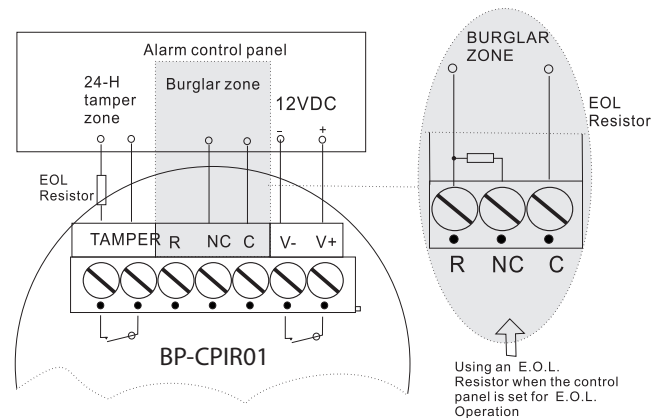 Alarm control panel
24-H
tamper
zone
Burglar zone
12VDC
- +
EOL
Resistor
TAMPER R NC C V- V+
BP-CPIR01
BURGLAR
ZONE
EOL
Resistor
R NC C
Using an E.O.L.
Resistor when the control
panel is set for E.O.L.
Operation